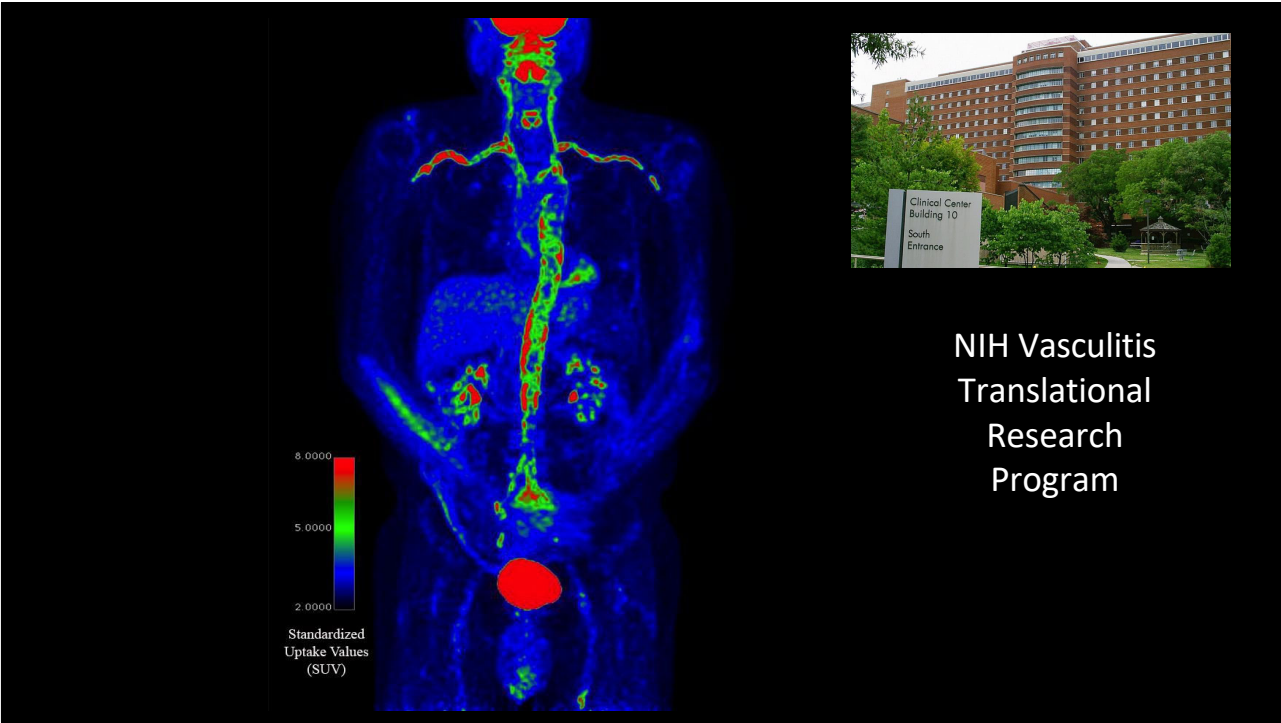 8.0000
5.0000
2.0000
Standardized
Uptake Values
(SUV)
Clinical Center
Building 10
South
Entrance
NIH Vasculitis
Translational
Research
Program